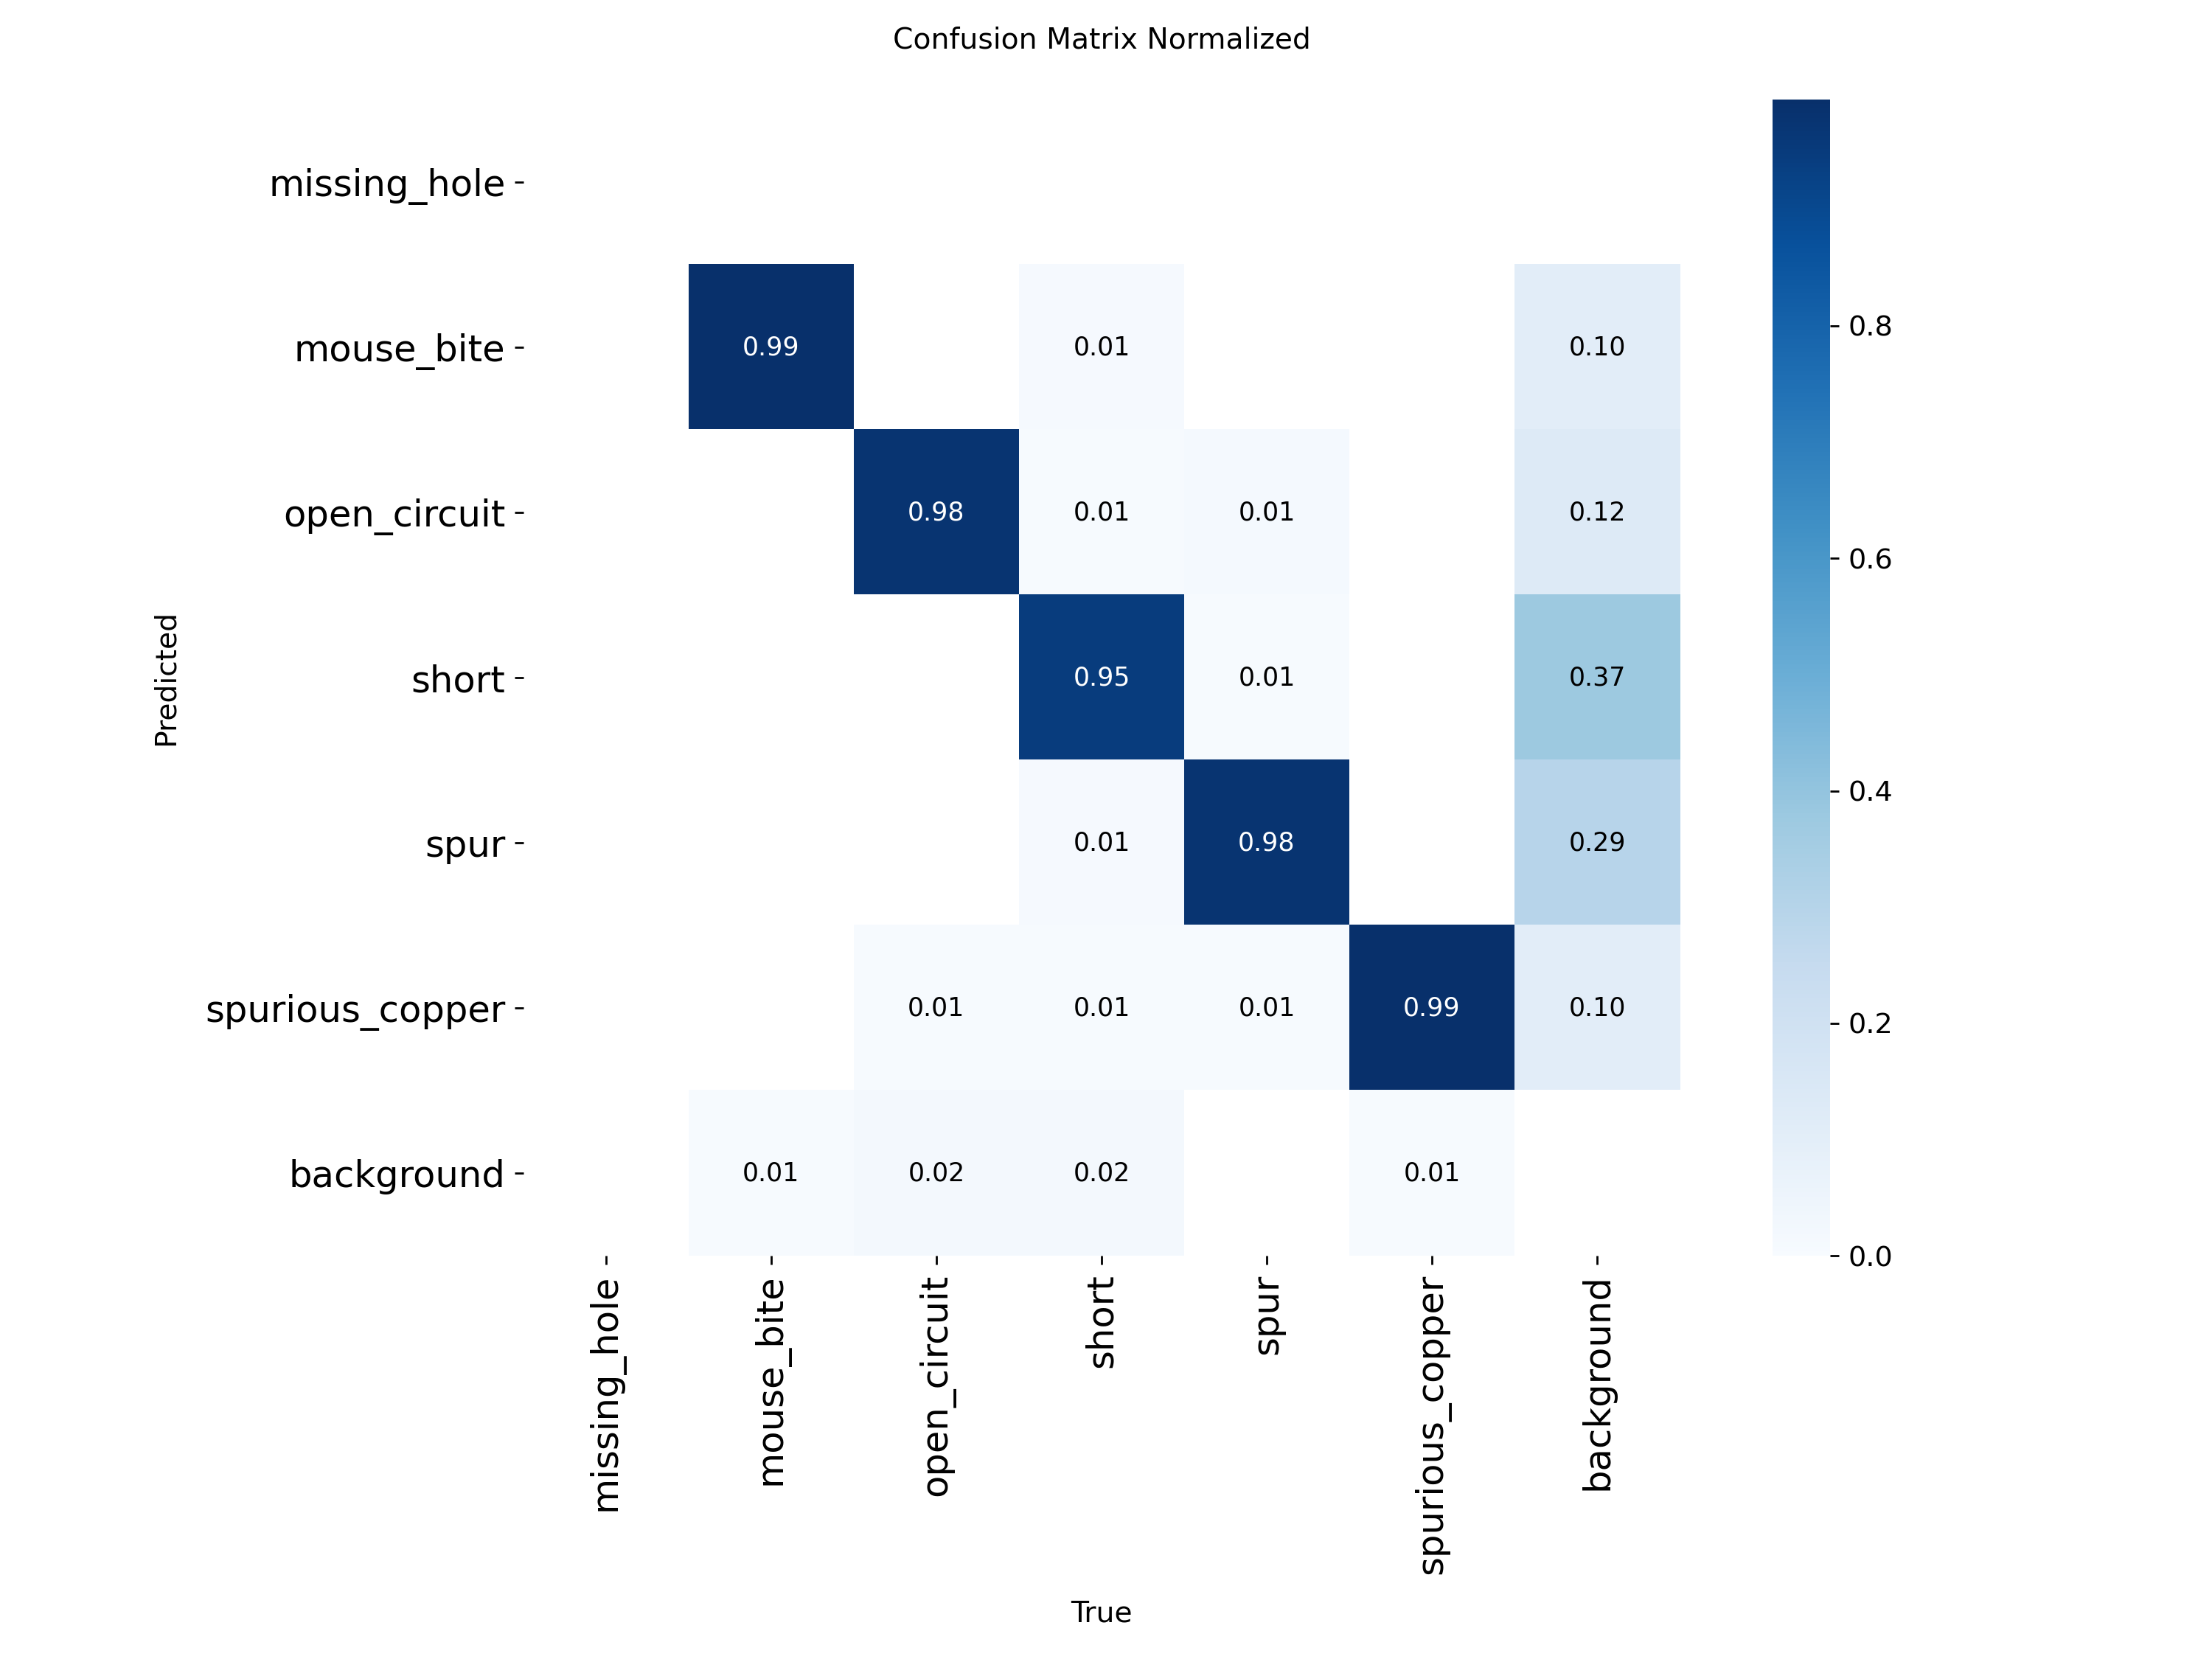 Confusion Matrix Normalized
missing_hole
mouse_bite 0.99 0.01 0.10 0.8
open_circuit 0.98 0.01 0.01 0.12
0.6
short 0.95 0.01 0.37
Predicted
0.4
spur 0.01 0.98 0.29
spurious_copper 0.01 0.01 0.01 0.99 0.10 0.2
background 0.01 0.02 0.02 0.01
0.0
missing_hole mouse_bite open_circuit short spur spurious_copper background
True